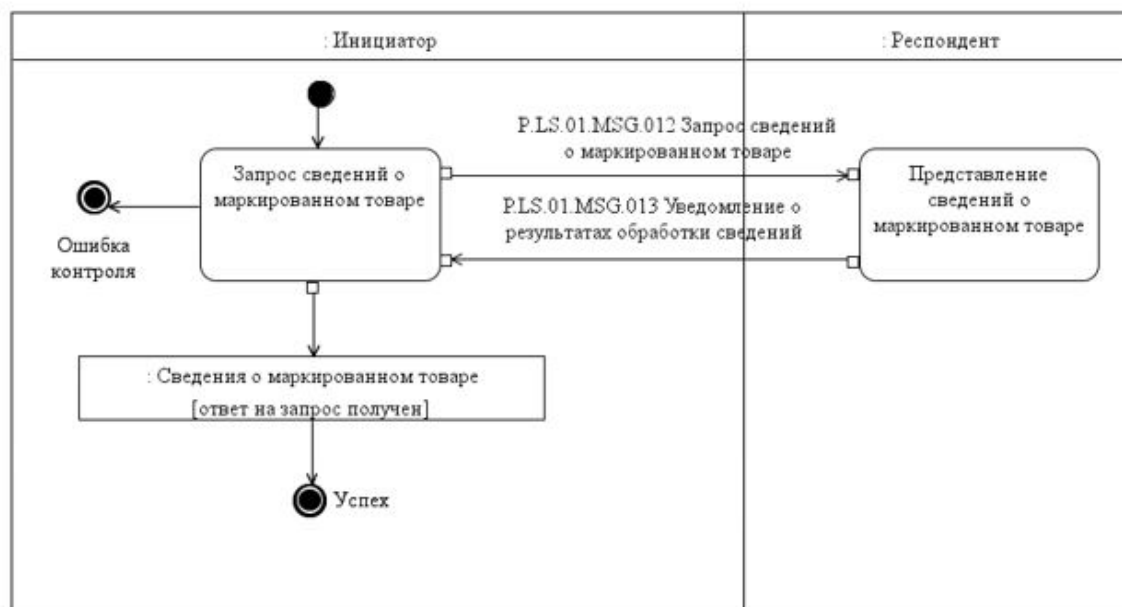 : Инициатор
: Респондент
P.LS.01.MSG.012 Запрос сведений
о маркированном товаре
Запрос сведений о
маркированном товаре
Представление
сведений о
маркированном товаре
P.LS.01.MSG.013 Уведомление о
результатах обработки сведений
Ошибка
контроля
: Сведения о маркированном товаре
[ответ на запрос получен]
Успех